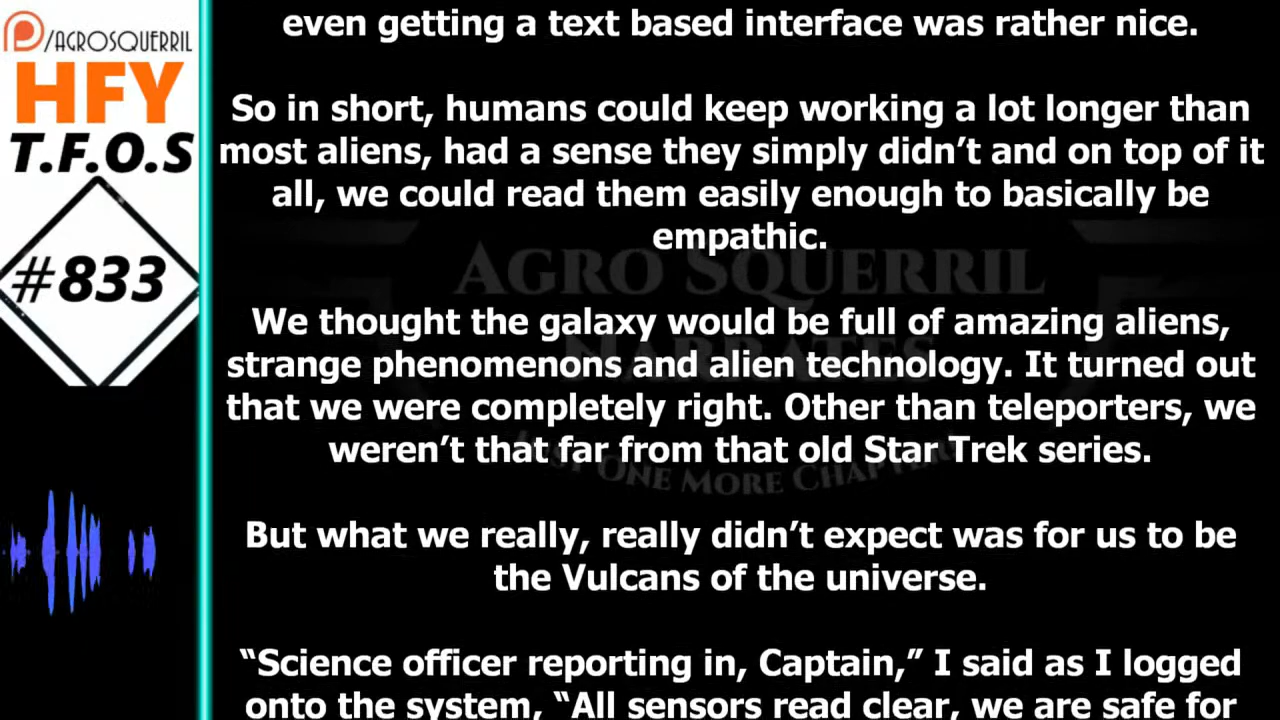 /AGROSQUERRIL
HFY
T.F.O.S
#833
even getting a text based interface was rather nice.
So in short, humans could keep working a lot longer than
most aliens, had a sense they simply didn’t and on top of it
all, we could read them easily enough to basically be
empathic.
We thought the galaxy would be full of amazing aliens,
strange phenomenons and alien technology. It turned out
that we were completely right. Other than teleporters, we
weren’t that far from that old Star Trek series.
But what we really, really didn’t expect was for us to be
the Vulcans of the universe.
“Science officer reporting in, Captain,” I said as I logged
onto the system, “All sensors read clear, we are safe for
AGRO SQUERRIL
NARRATES
ONE MORE CHAPTER